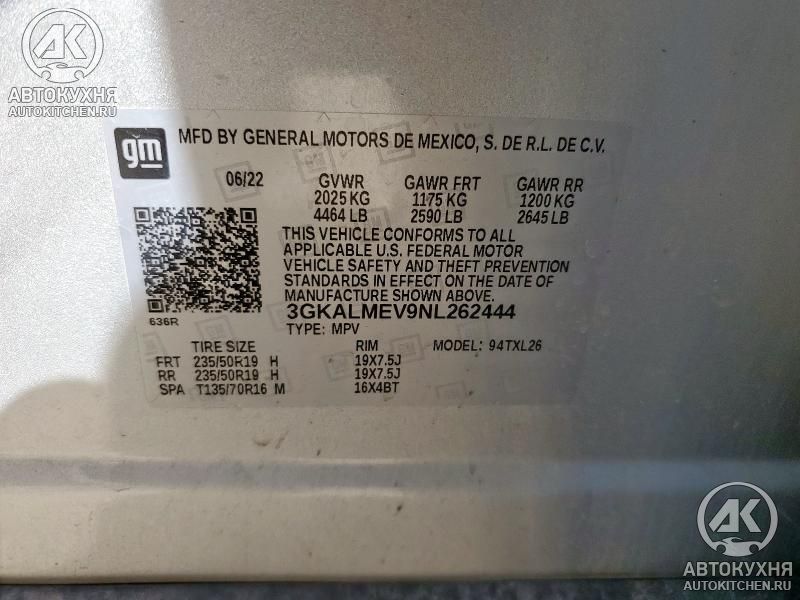 АВТОКУХНЯ
AUTOKITCHEN.RU
gm
MFD BY GENERAL MOTORS DE MEXICO, S. DE R.L. DE C.V.
06/22 GVWR GAWR FRT GAWR RR
2025 KG 1175 KG 1200 KG
4464 LB 2590 LB 2645 LB
THIS VEHICLE CONFORMS TO ALL
APPLICABLE U.S. FEDERAL MOTOR
VEHICLE SAFETY AND THEFT PREVENTION
STANDARDS IN EFFECT ON THE DATE OF
MANUFACTURE SHOWN ABOVE.
3GKALMEV9NL262444
636R
TYPE: MPV
TIRE SIZE RIM MODEL: 94TXL26
FRT 235/50R19 H 19X7.5J
RR 235/50R19 H 19X7.5J
SPA T135/70R16 M 16X4BT
АВТОКУХНЯ
AUTOKITCHEN.RU